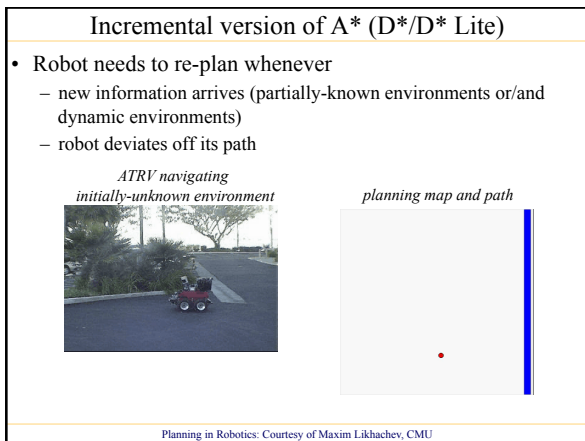 Incremental version of A* (D*/D* Lite)
• Robot needs to re-plan whenever
– new information arrives (partially-known environments or/and
dynamic environments)
– robot deviates off its path
ATRV navigating
initially-unknown environment
planning map and path
Planning in Robotics: Courtesy of Maxim Likhachev, CMU